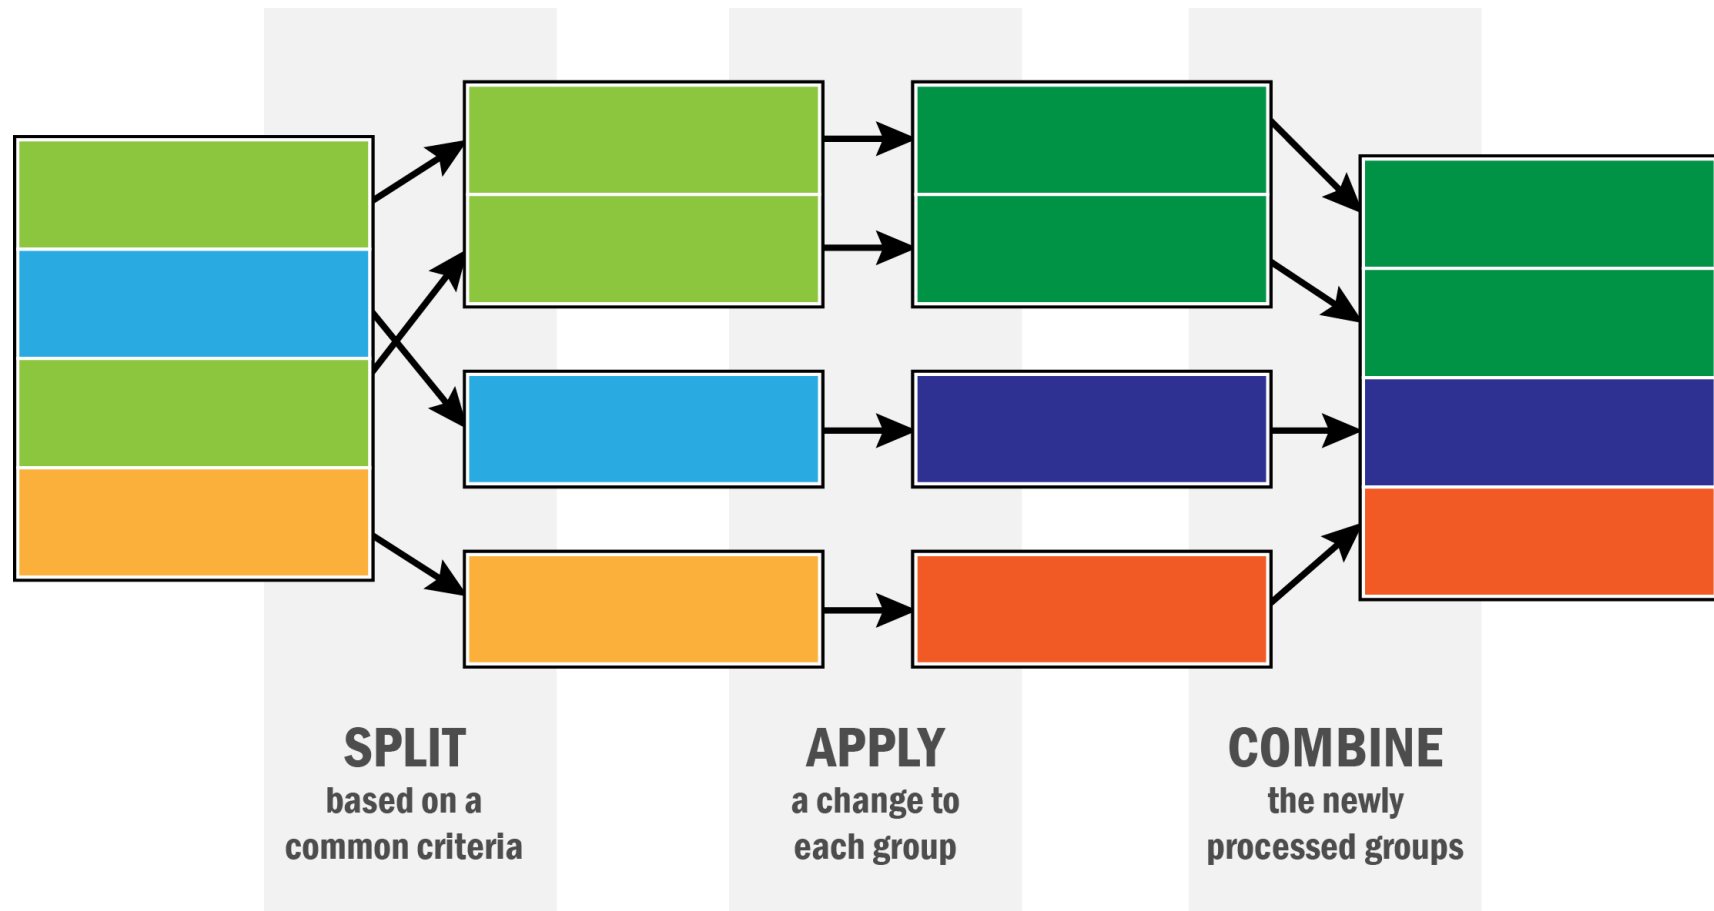 SPLIT
based on a
common criteria
APPLY
a change to
each group
COMBINE
the newly
processed groups